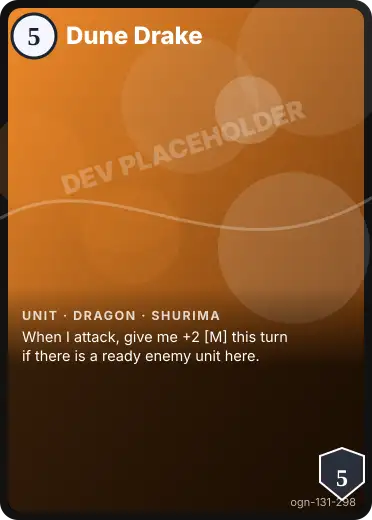 5 Dune Drake
DEV PLACEHOLDER
UNIT · DRAGON · SHURIMA
When I attack, give me +2 [M] this turn
if there is a ready enemy unit here.
5
ogn-131-298